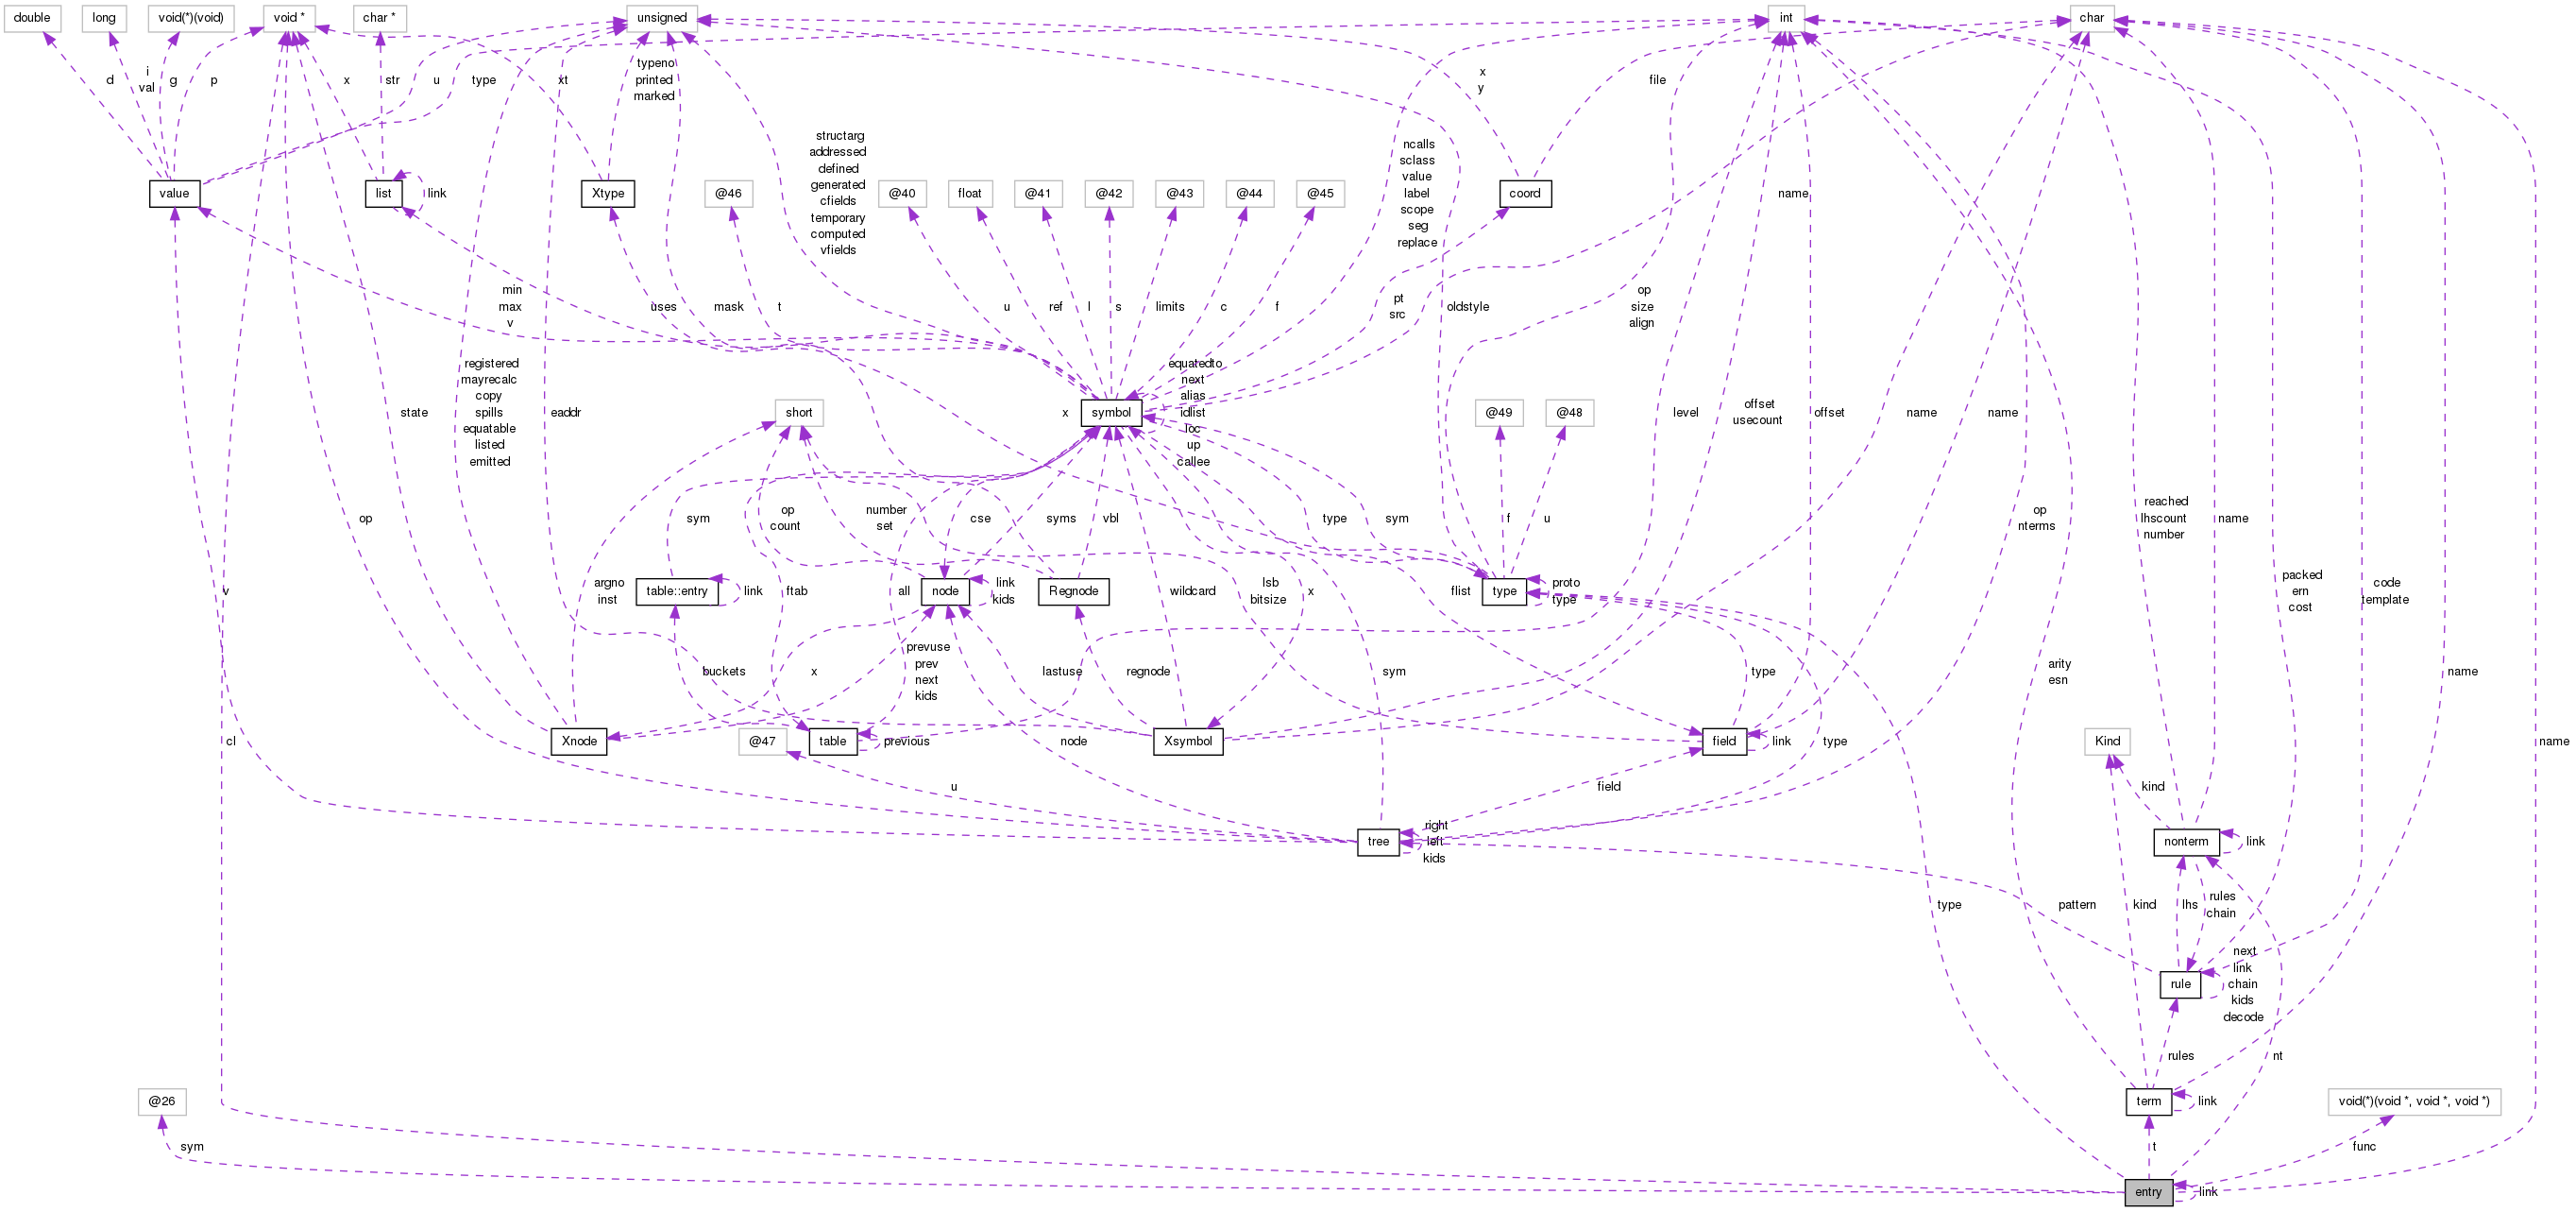 double
long
void(*)(void)
void *
char *
unsigned
int
char
d
i
val
g
p
x
str
u
type
xt
typeno
printed
marked
x
y
file
structarg
addressed
defined
generated
cfields
temporary
computed
vfields
ncalls
sclass
value
label
scope
seg
replace
value
list
link
Xtype
@46
@40
float
@41
@42
@43
@44
@45
coord
name
min
max
v
uses
mask
t
u
ref
l
s
limits
c
f
pt
src
oldstyle
op
size
align
registered
mayrecalc
copy
spills
equatable
listed
emitted
state
eaddr
short
x
symbol
equatedto
next
alias
idlist
loc
up
callee
@49
@48
level
offset
usecount
offset
name
name
op
sym
op
count
number
set
cse
syms
vbl
type
sym
f
u
op
nterms
reached
lhscount
number
name
v
argno
inst
table::entry
link
ftab
all
node
link
kids
Regnode
wildcard
lsb
bitsize
x
flist
type
proto
type
packed
ern
cost
code
template
buckets
x
prevuse
prev
next
kids
lastuse
regnode
sym
type
arity
esn
name
cl
Xnode
@47
table
previous
node
Xsymbol
field
link
type
Kind
name
u
field
kind
tree
right
left
kids
nonterm
link
type
pattern
kind
lhs
rules
chain
rule
next
link
chain
kids
decode
rules
nt
@26
term
link
void(*)(void *, void *, void *)
sym
t
func
entry
link